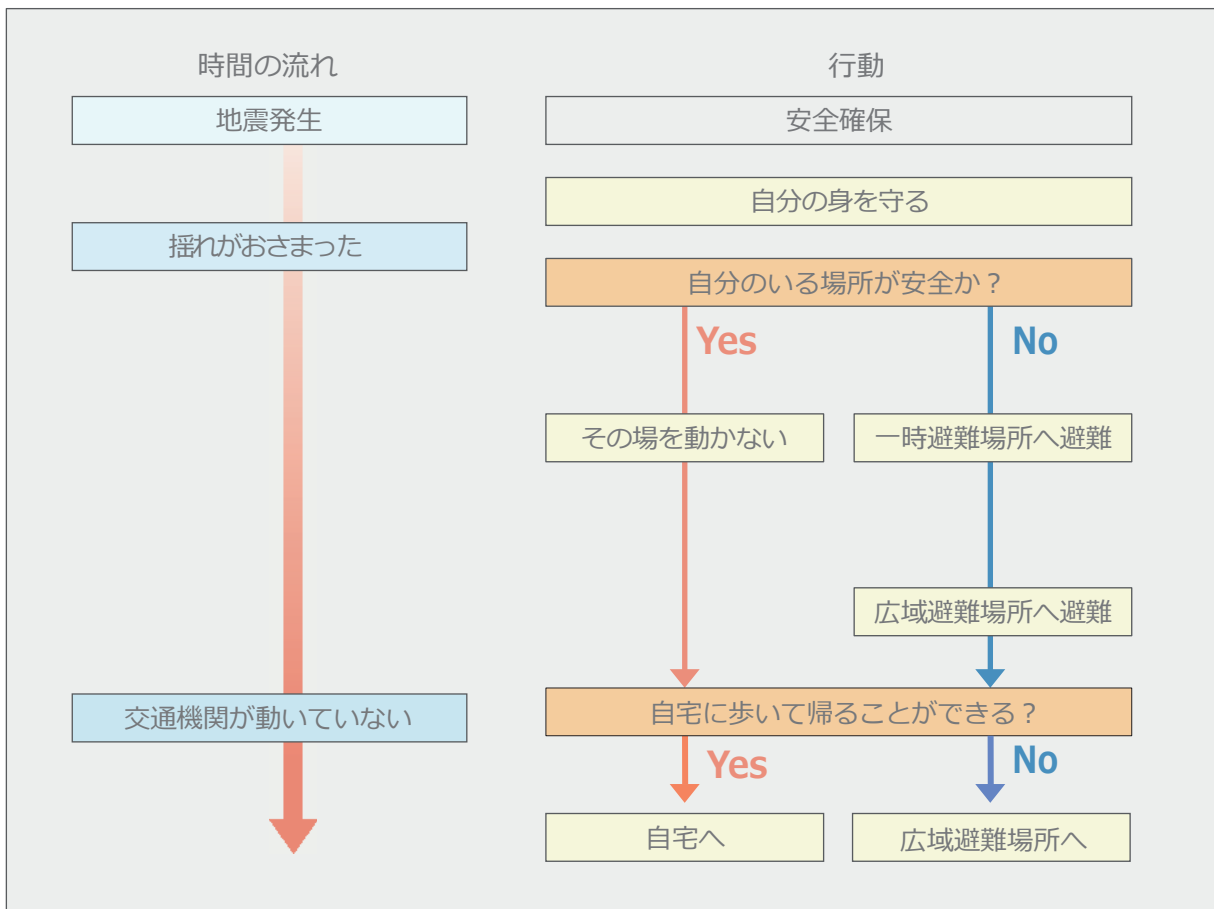 時間の流れ
行動
地震発生
安全確保
自分の身を守る
揺れがおさまった
自分のいる場所が安全か？
Yes
No
その場を動かない
一時避難場所へ避難
広域避難場所へ避難
交通機関が動いていない
自宅に歩いて帰ることができる？
Yes
No
自宅へ
広域避難場所へ